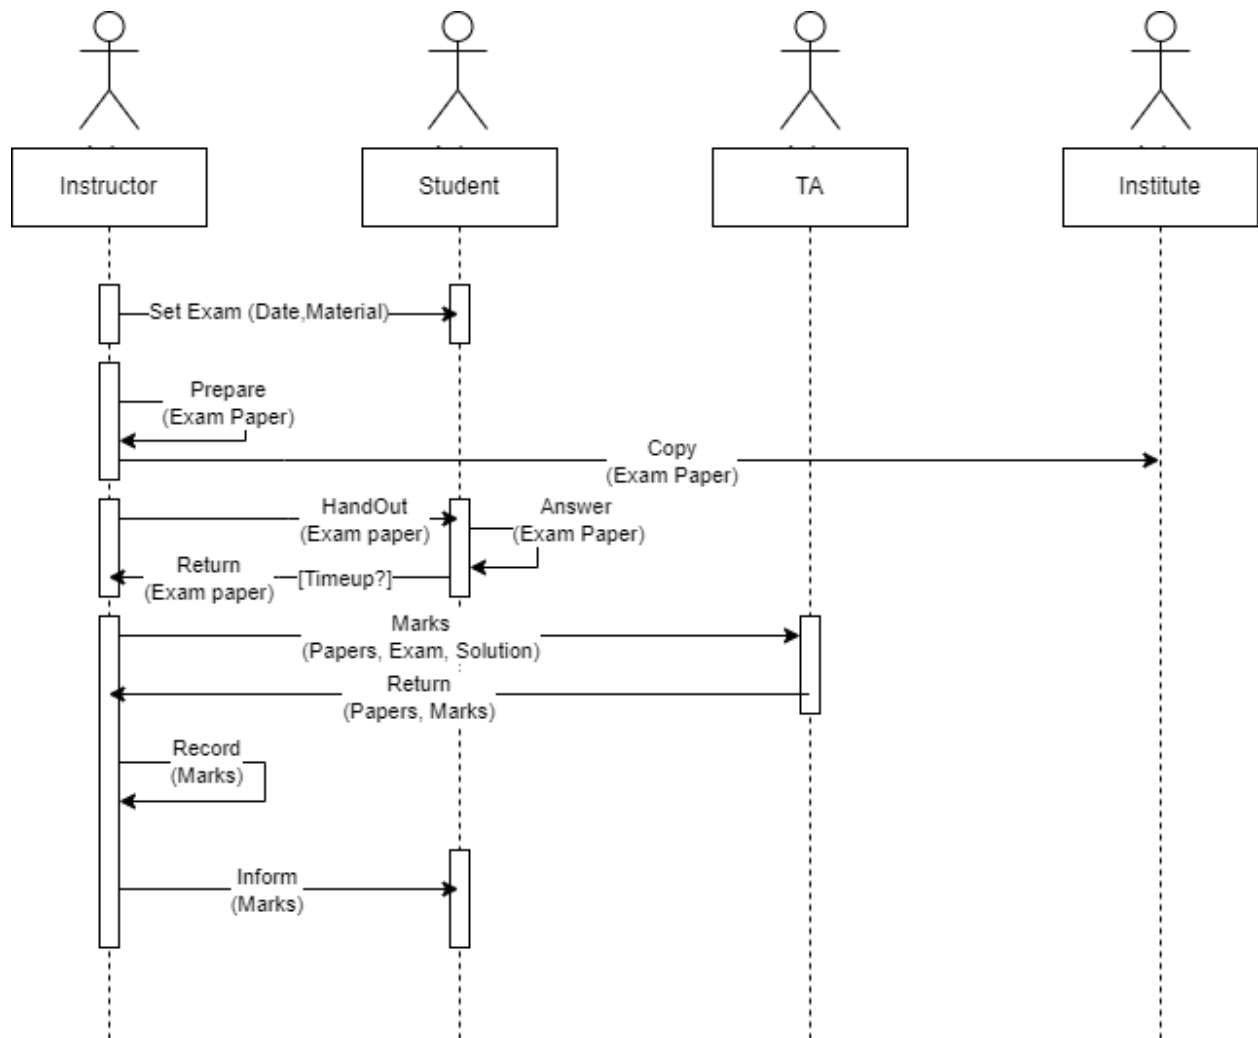 Instructor
Student
TA
Institute
Set Exam (Date,Material)
Prepare
(Exam Paper)
Copy
(Exam Paper)
HandOut
(Exam paper)
Answer
(Exam Paper)
Return
(Exam paper)
[Timeup?]
Marks
(Papers, Exam, Solution)
Return
(Papers, Marks)
Record
(Marks)
Inform
(Marks)